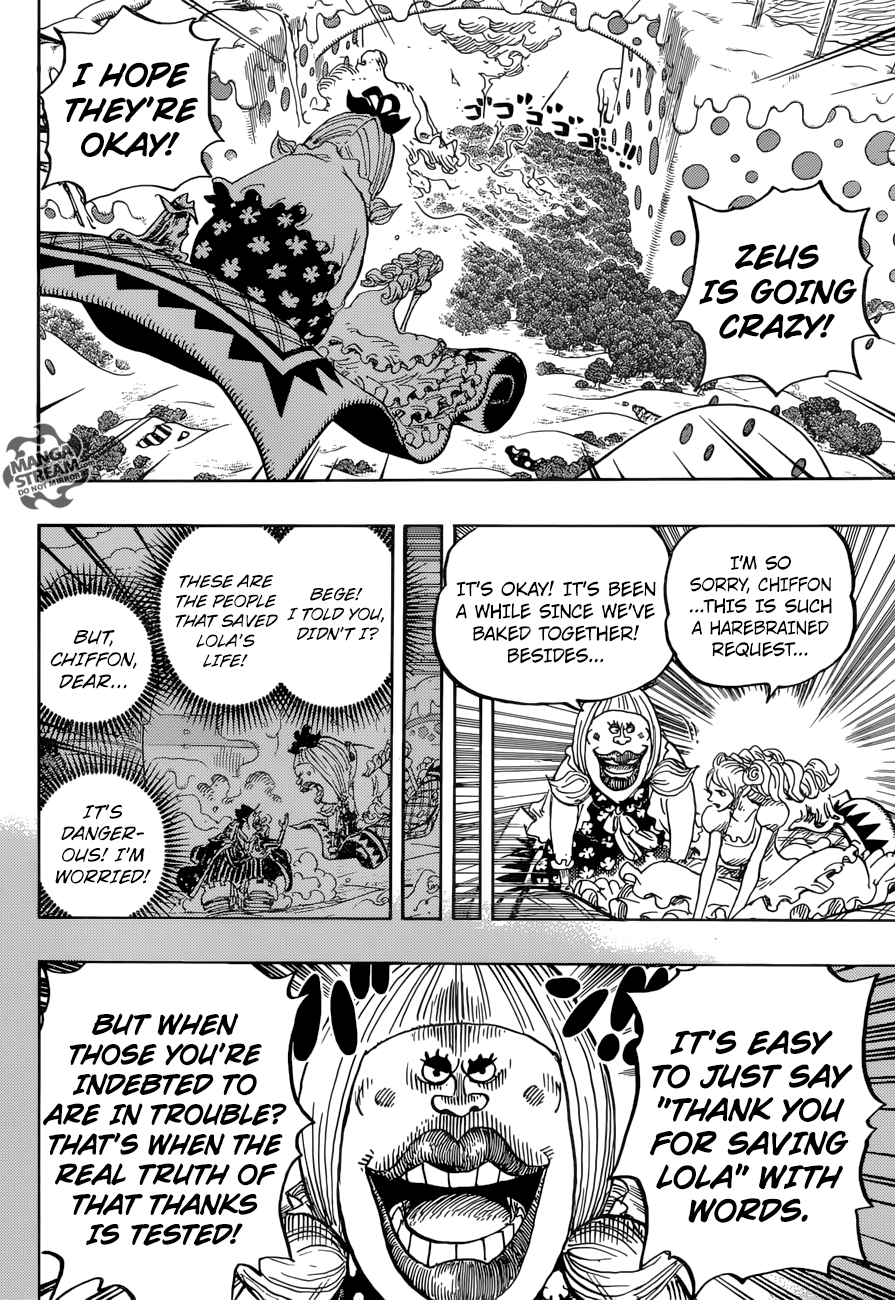 ZEUS
IS GOING
CRAZY!
I HOPE
THEY'RE
OKAY!
ゴゴゴゴゴ…!!
MANGA
STREAM
DO NOT MIRROR
I'M SO
SORRY, CHIFFON
...THIS IS SUCH
A HAREBRAINED
REQUEST...
IT'S OKAY! IT'S BEEN
A WHILE SINCE WE'VE
BAKED TOGETHER!
BESIDES...
BEGE!
I TOLD YOU,
DIDN'T I?
THESE ARE
THE PEOPLE
THAT SAVED
LOLA'S
LIFE!
BUT,
CHIFFON,
DEAR...
IT'S
DANGER-
OUS! I'M
WORRIED!
IT'S EASY
TO JUST SAY
"THANK YOU
FOR SAVING
LOLA" WITH
WORDS.
BUT WHEN
THOSE YOU'RE
INDEBTED TO
ARE IN TROUBLE?
THAT'S WHEN THE
REAL TRUTH OF
THAT THANKS
IS TESTED!